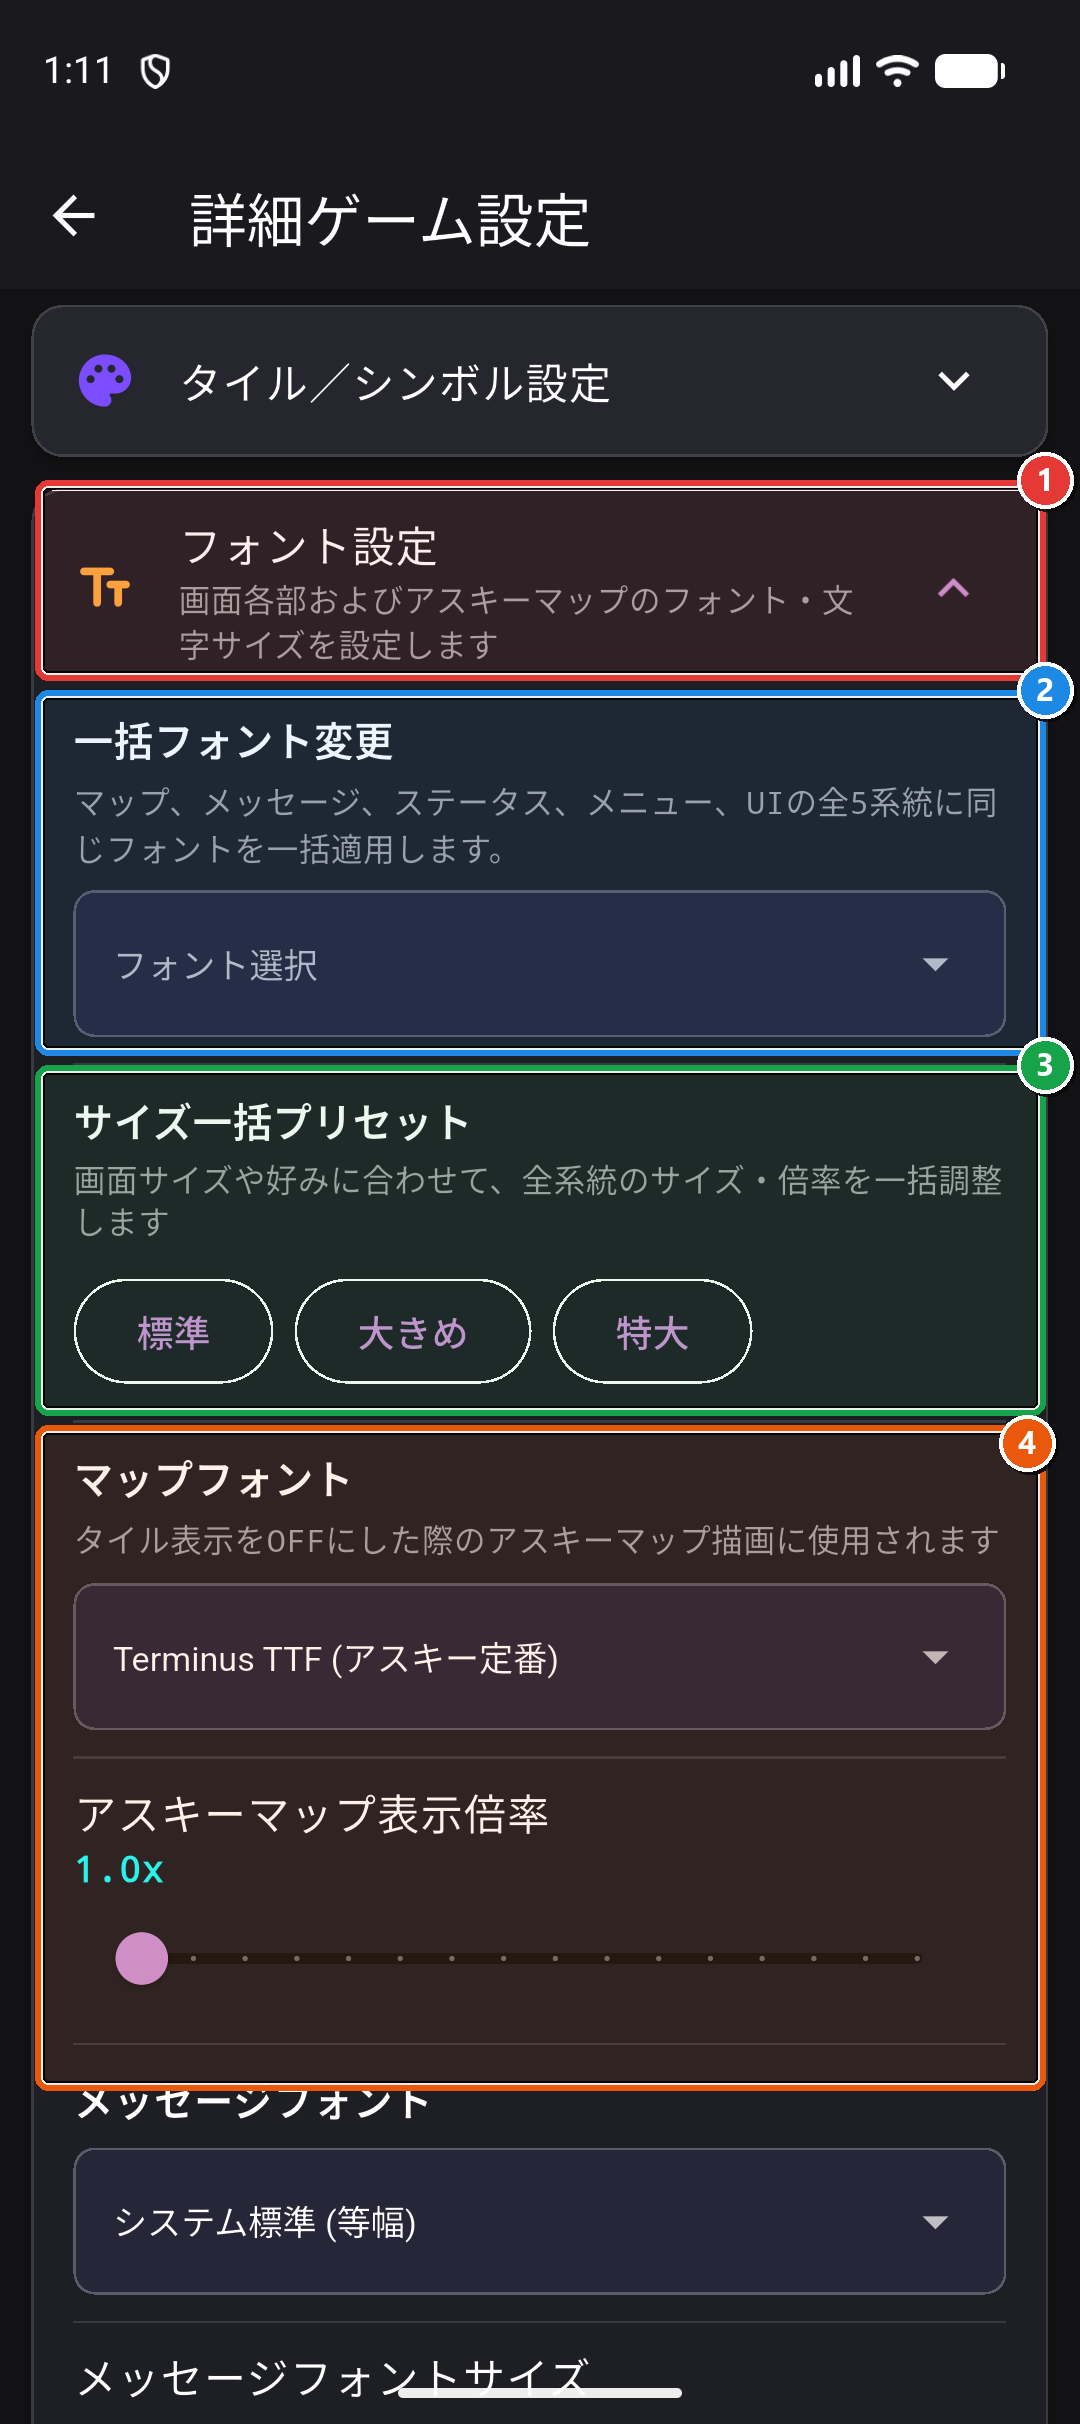 1:11
詳細ゲーム設定
タイル／シンボル設定
1
フォント設定
画面各部およびアスキーマップのフォント・文
字サイズを設定します
2
一括フォント変更
マップ、メッセージ、ステータス、メニュー、UIの全5系統に同
じフォントを一括適用します。
フォント選択
3
サイズ一括プリセット
画面サイズや好みに合わせて、全系統のサイズ・倍率を一括調整
します
標準 大きめ 特大
4
マップフォント
タイル表示をOFFにした際のアスキーマップ描画に使用されます
Terminus TTF (アスキー定番)
アスキーマップ表示倍率
1.0x
メッセージフォント
システム標準 (等幅)
メッセージフォントサイズ